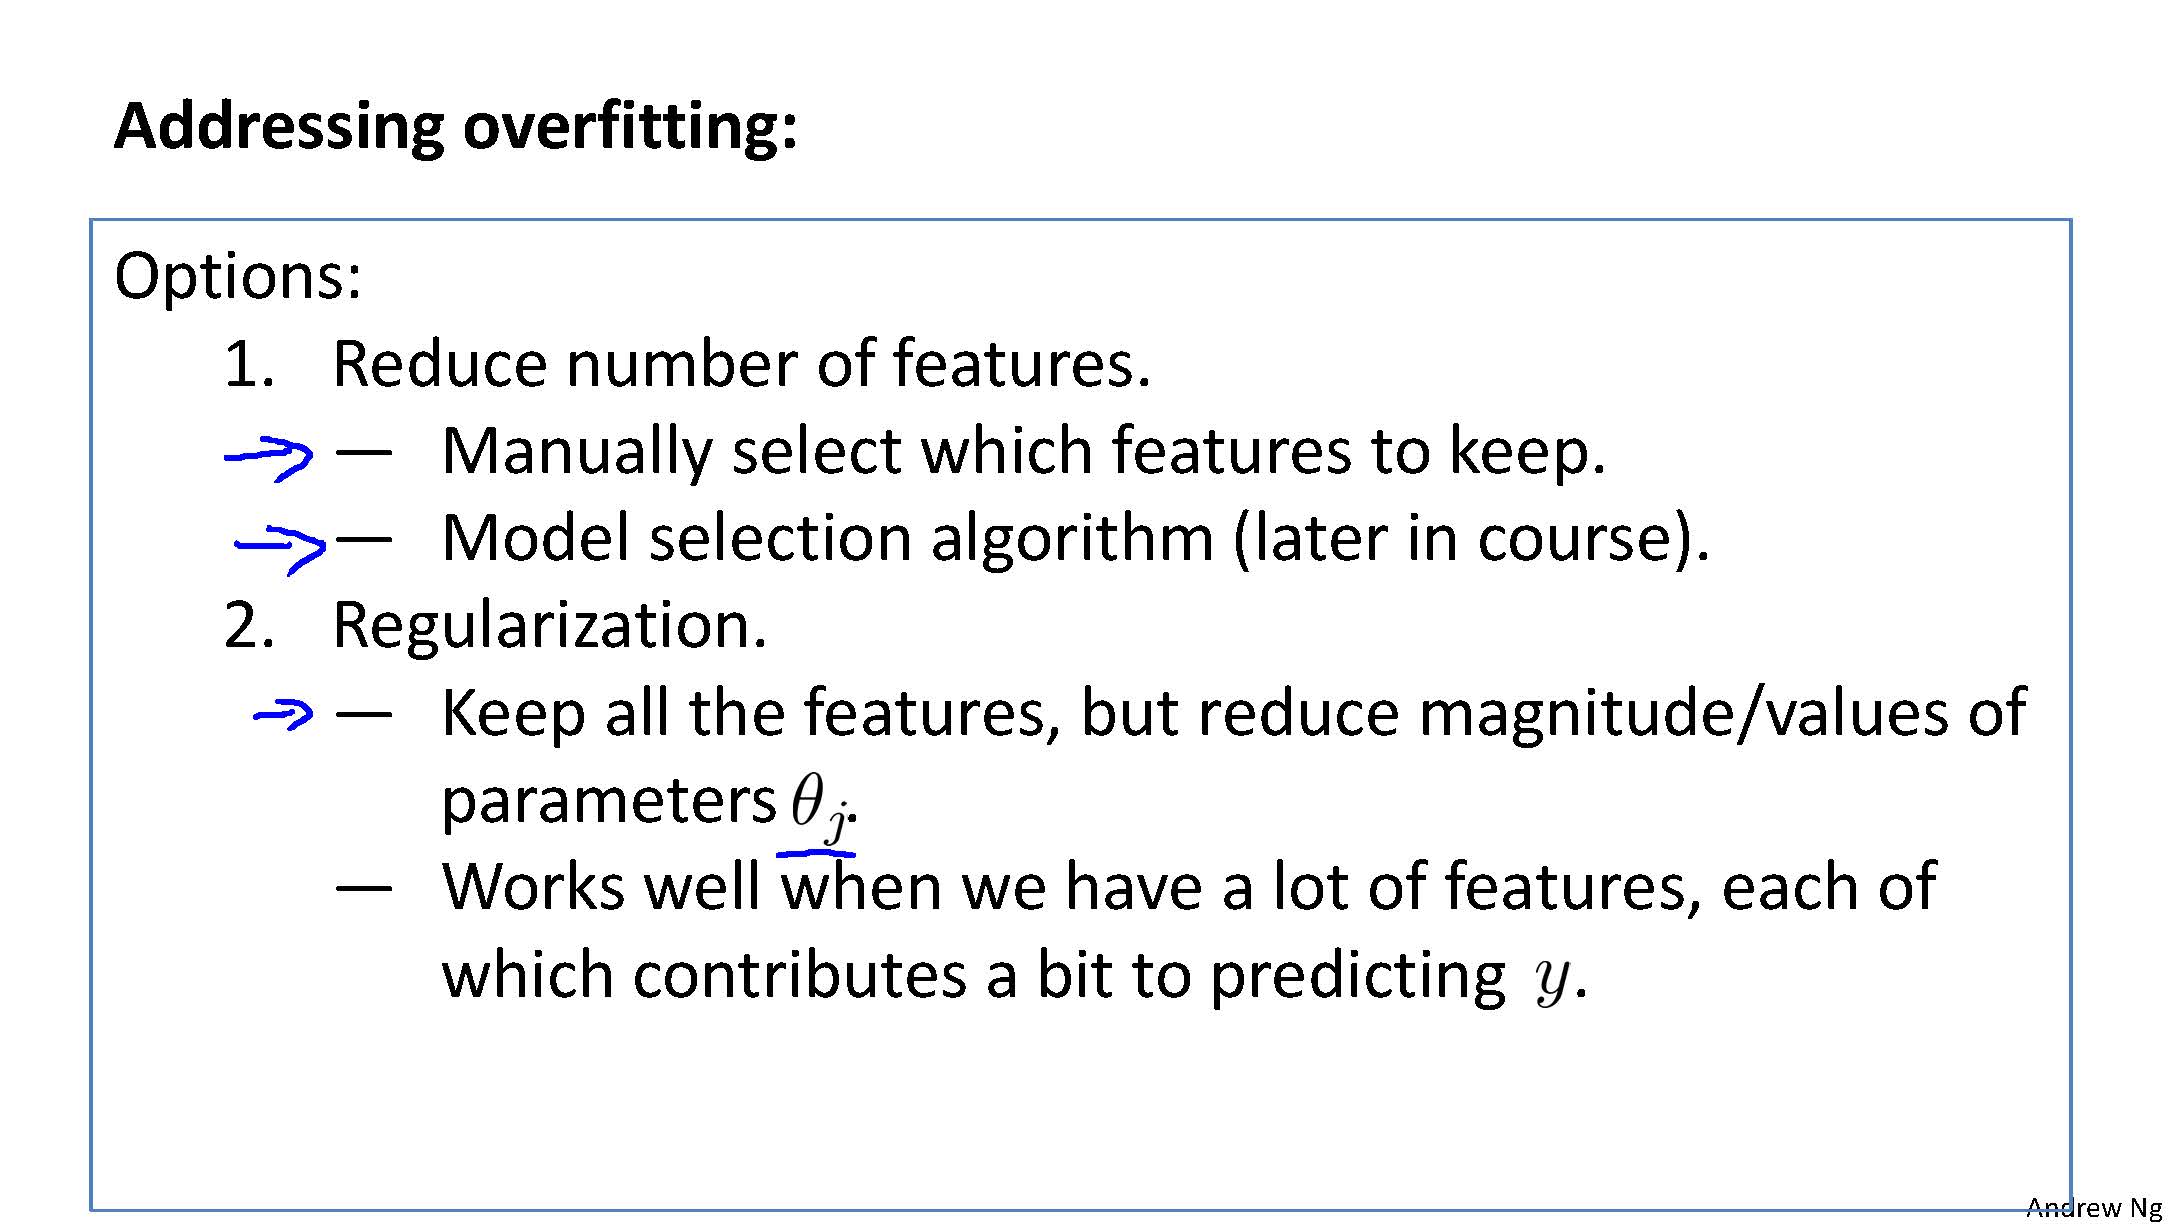 Addressing overfitting:
Options:
1. Reduce number of features.
— Manually select which features to keep.
— Model selection algorithm (later in course).
2. Regularization.
— Keep all the features, but reduce magnitude/values of
parameters θj.
— Works well when we have a lot of features, each of
which contributes a bit to predicting y.
Andrew Ng